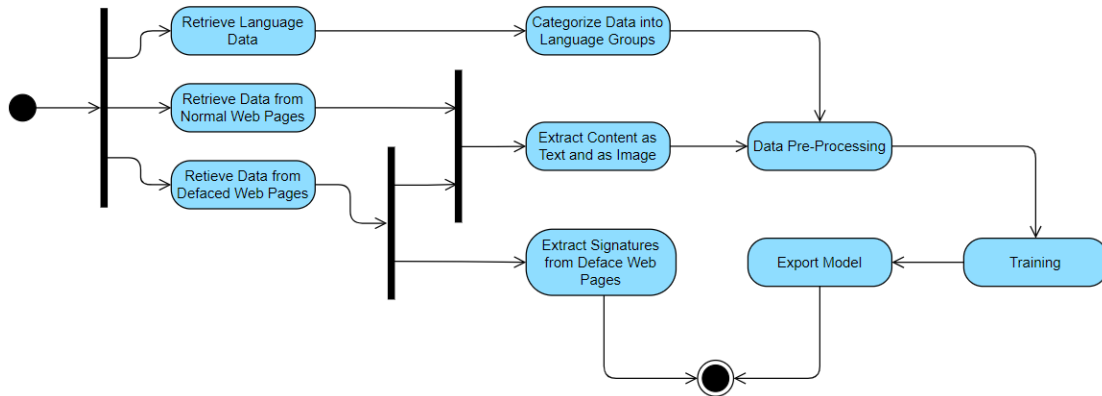 Retrieve Language
Data
Categorize Data into
Language Groups
Retrieve Data from
Normal Web Pages
Extract Content as
Text and as Image
Data Pre-Processing
Retieve Data from
Defaced Web Pages
Extract Signatures
from Deface Web
Pages
Export Model
Training